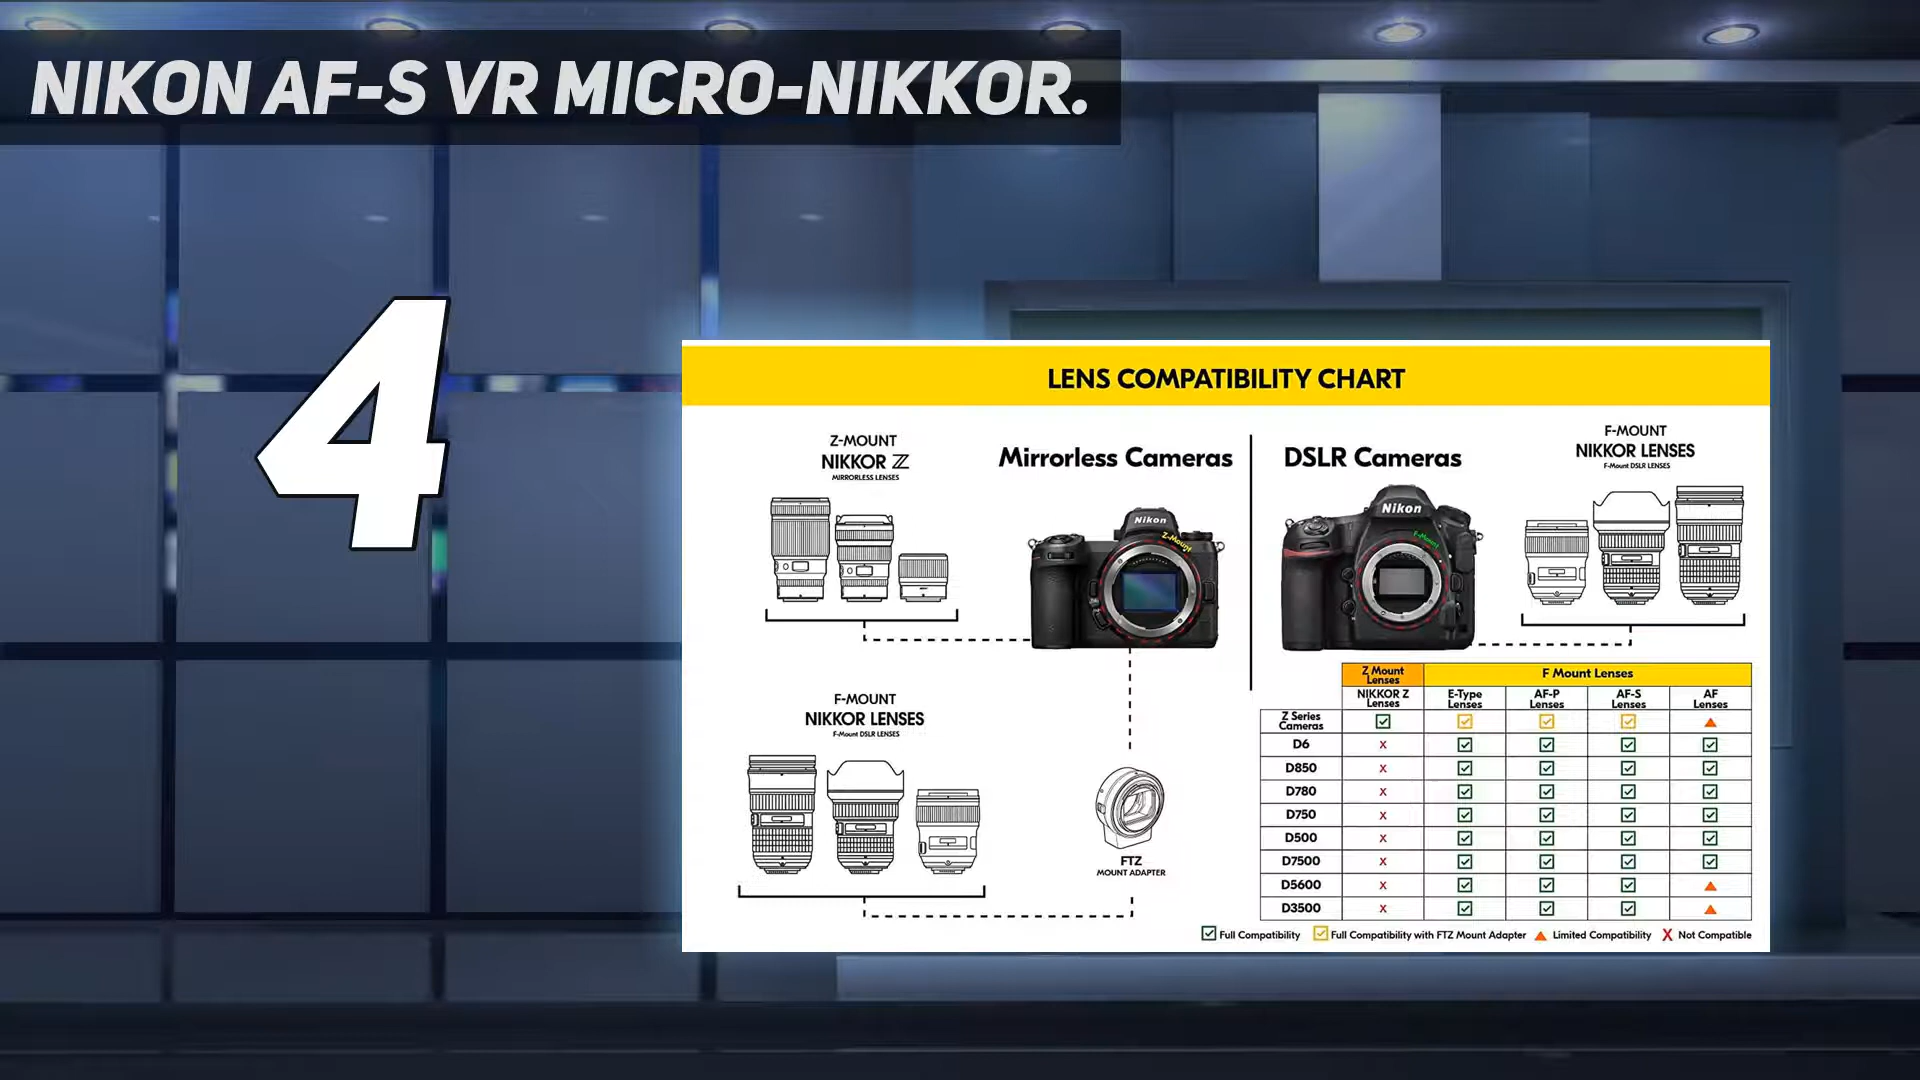 NIKON AF-S VR MICRO-NIKKOR.
4
LENS COMPATIBILITY CHART
Z-MOUNT
NIKKOR Z
MIRRORLESS LENSES
Mirrorless Cameras
DSLR Cameras
F-MOUNT
NIKKOR LENSES
F-Mount DSLR LENSES
Nikon
Z-Mount
Nikon
F-Mount
F-MOUNT
NIKKOR LENSES
F-Mount DSLR LENSES
FTZ
MOUNT ADAPTER
Z Mount Lenses
F Mount Lenses
NIKKOR Z Lenses
E-Type Lenses
AF-P Lenses
AF-S Lenses
AF Lenses
Z Series Cameras
D6 X
D850 X
D780 X
D750 X
D500 X
D7500 X
D5600 X
D3500 X
Full Compatibility
Full Compatibility with FTZ Mount Adapter
Limited Compatibility
X Not Compatible